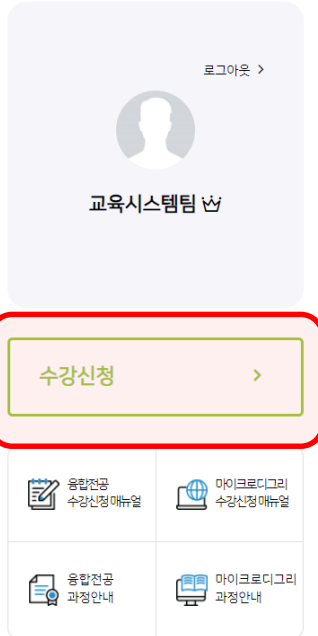 로그아웃 >
교육시스템팀
수강신청 >
융합전공
수강신청 매뉴얼
마이크로디그리
수강신청 매뉴얼
융합전공
과정안내
마이크로디그리
과정안내